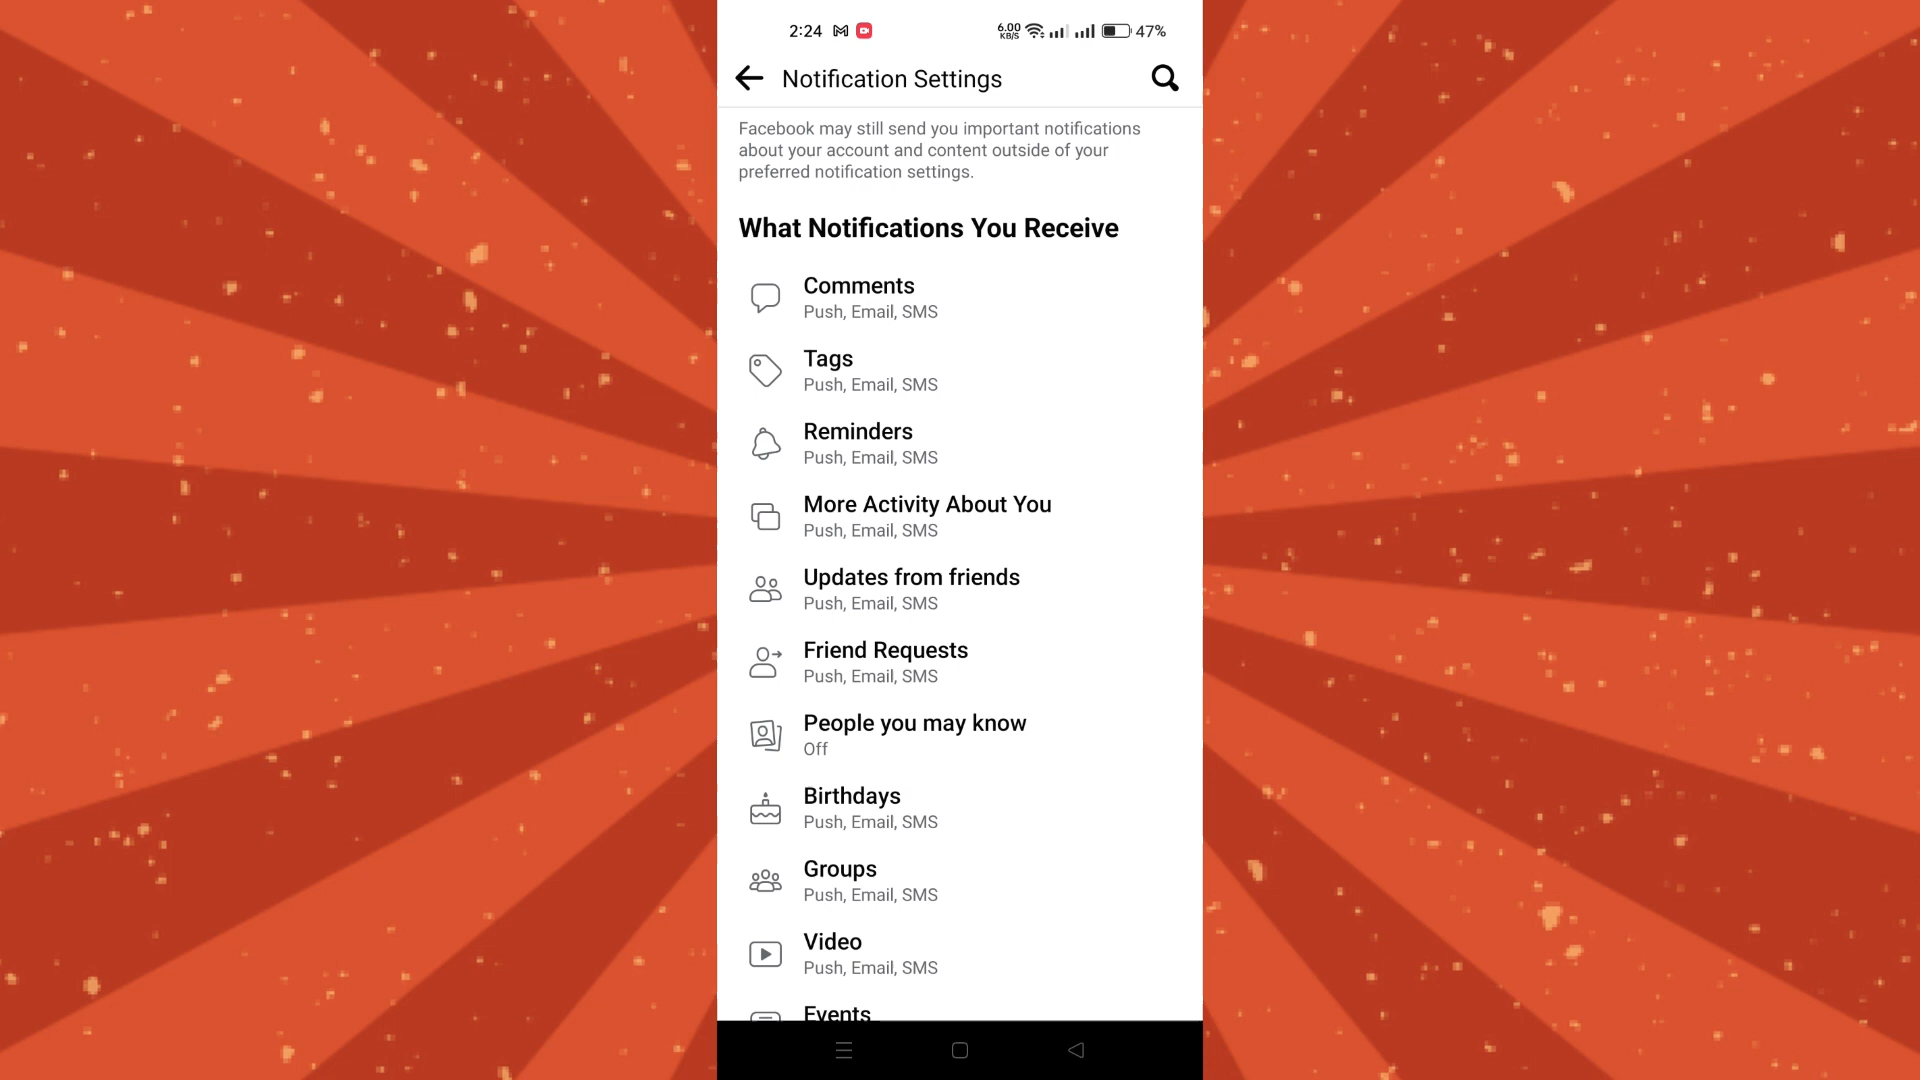 2:24 6.00 KB/S 47%
Notification Settings
Facebook may still send you important notifications
about your account and content outside of your
preferred notification settings.
What Notifications You Receive
Comments
Push, Email, SMS
Tags
Push, Email, SMS
Reminders
Push, Email, SMS
More Activity About You
Push, Email, SMS
Updates from friends
Push, Email, SMS
Friend Requests
Push, Email, SMS
People you may know
Off
Birthdays
Push, Email, SMS
Groups
Push, Email, SMS
Video
Push, Email, SMS
Events